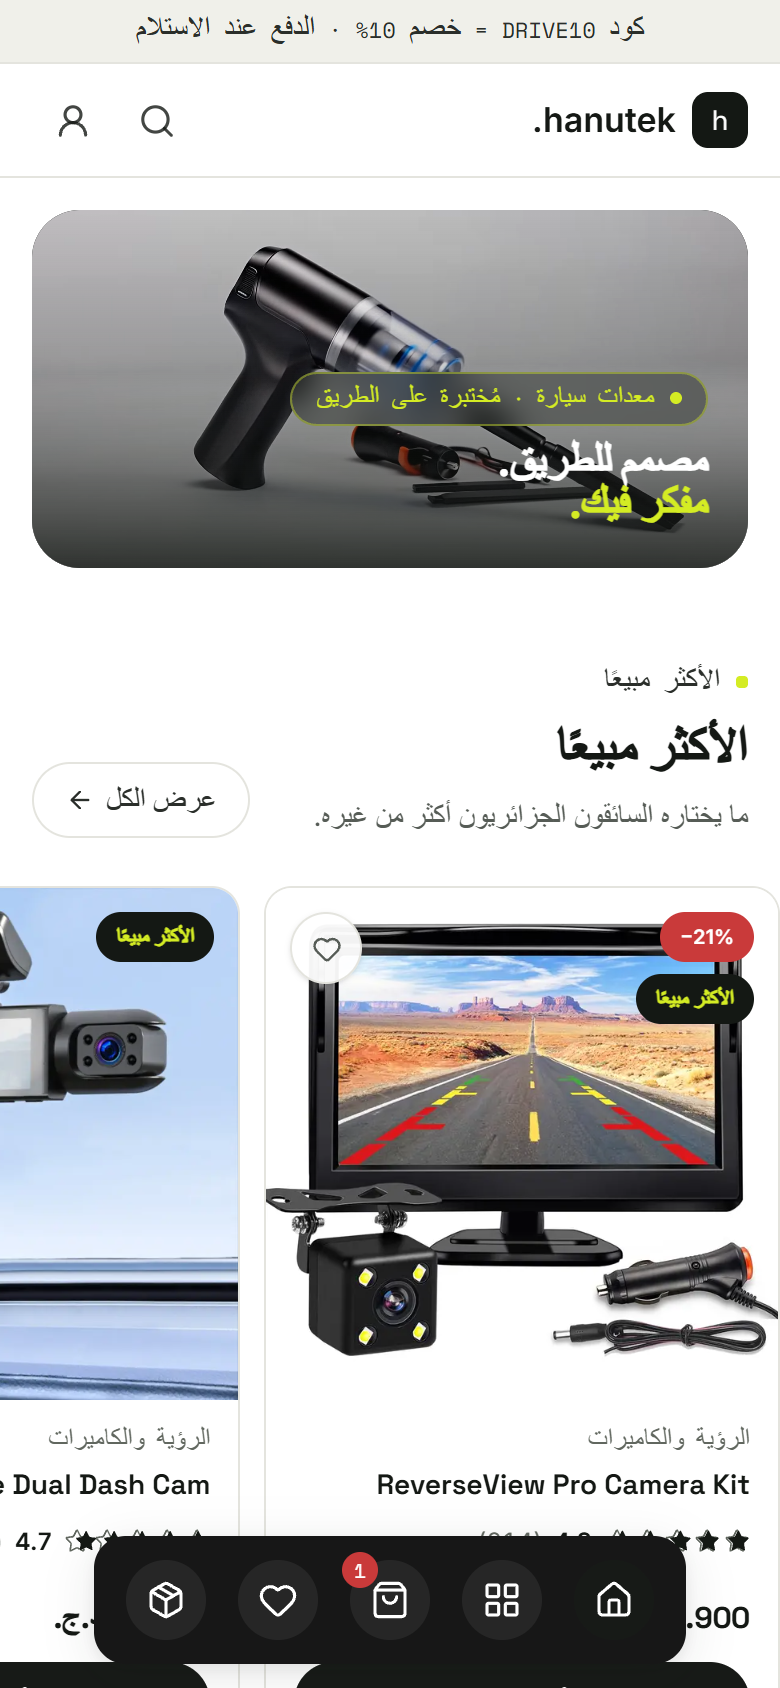 كود DRIVE10 = خصم 10% · الدفع عند الاستلام
h
hanutek.
معدات سيارة · مُختبرة على الطريق
مصمم للطريق.
مفكر فيك.
الأكثر مبيعًا
الأكثر مبيعًا
ما يختاره السائقون الجزائريون أكثر من غيره.
عرض الكل
−21%
الأكثر مبيعًا
الرؤية والكاميرات
ReverseView Pro Camera Kit
.900
الأكثر مبيعًا
الرؤية والكاميرات
Dual Dash Cam
4.7
ج.
1